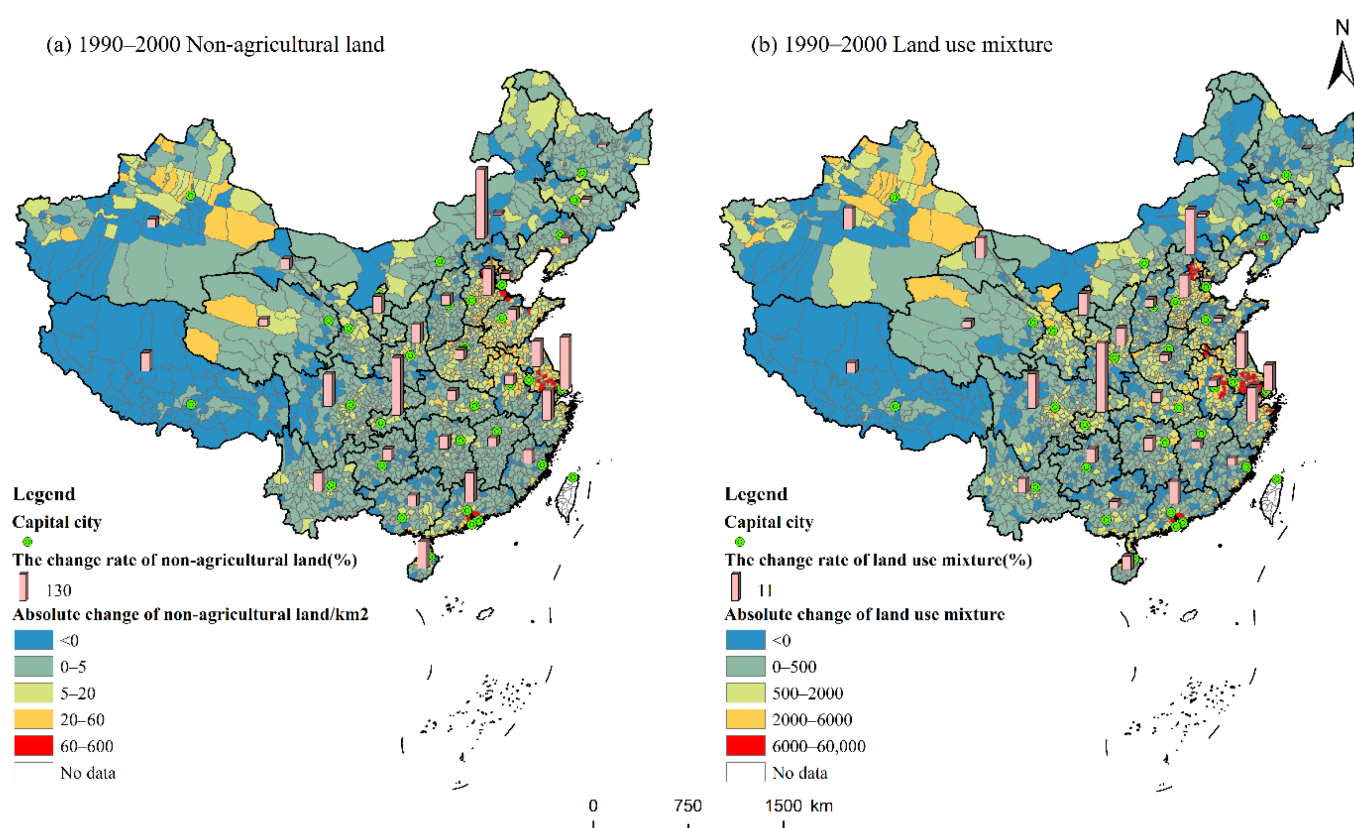 (a) 1990–2000 Non-agricultural land
(b) 1990–2000 Land use mixture
N
Legend
Capital city
The change rate of non-agricultural land(%)
130
Absolute change of non-agricultural land/km2
<0
0–5
5–20
20–60
60–600
No data
Legend
Capital city
The change rate of land use mixture(%)
11
Absolute change of land use mixture
<0
0–500
500–2000
2000–6000
6000–60,000
No data
0 750 1500 km